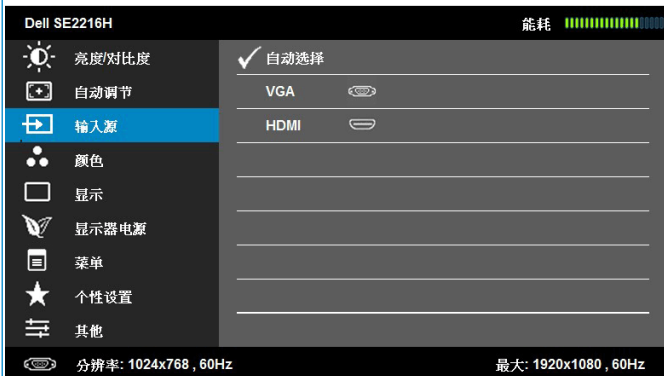 Dell SE2216H 能耗
亮度/对比度 自动选择
自动调节 VGA
输入源 HDMI
颜色
显示
显示器电源
菜单
个性设置
其他
分辨率: 1024x768 , 60Hz 最大: 1920x1080 , 60Hz